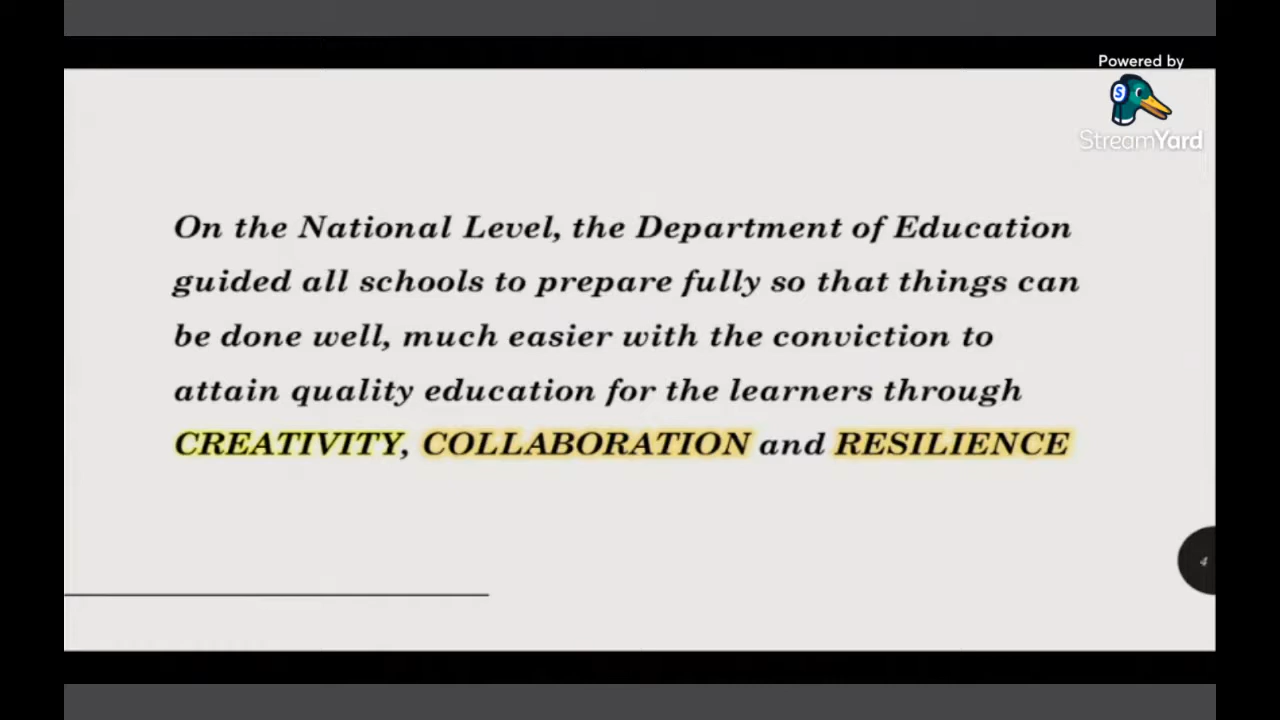 Powered by
S
StreamYard
On the National Level, the Department of Education
guided all schools to prepare fully so that things can
be done well, much easier with the conviction to
attain quality education for the learners through
CREATIVITY, COLLABORATION and RESILIENCE
4